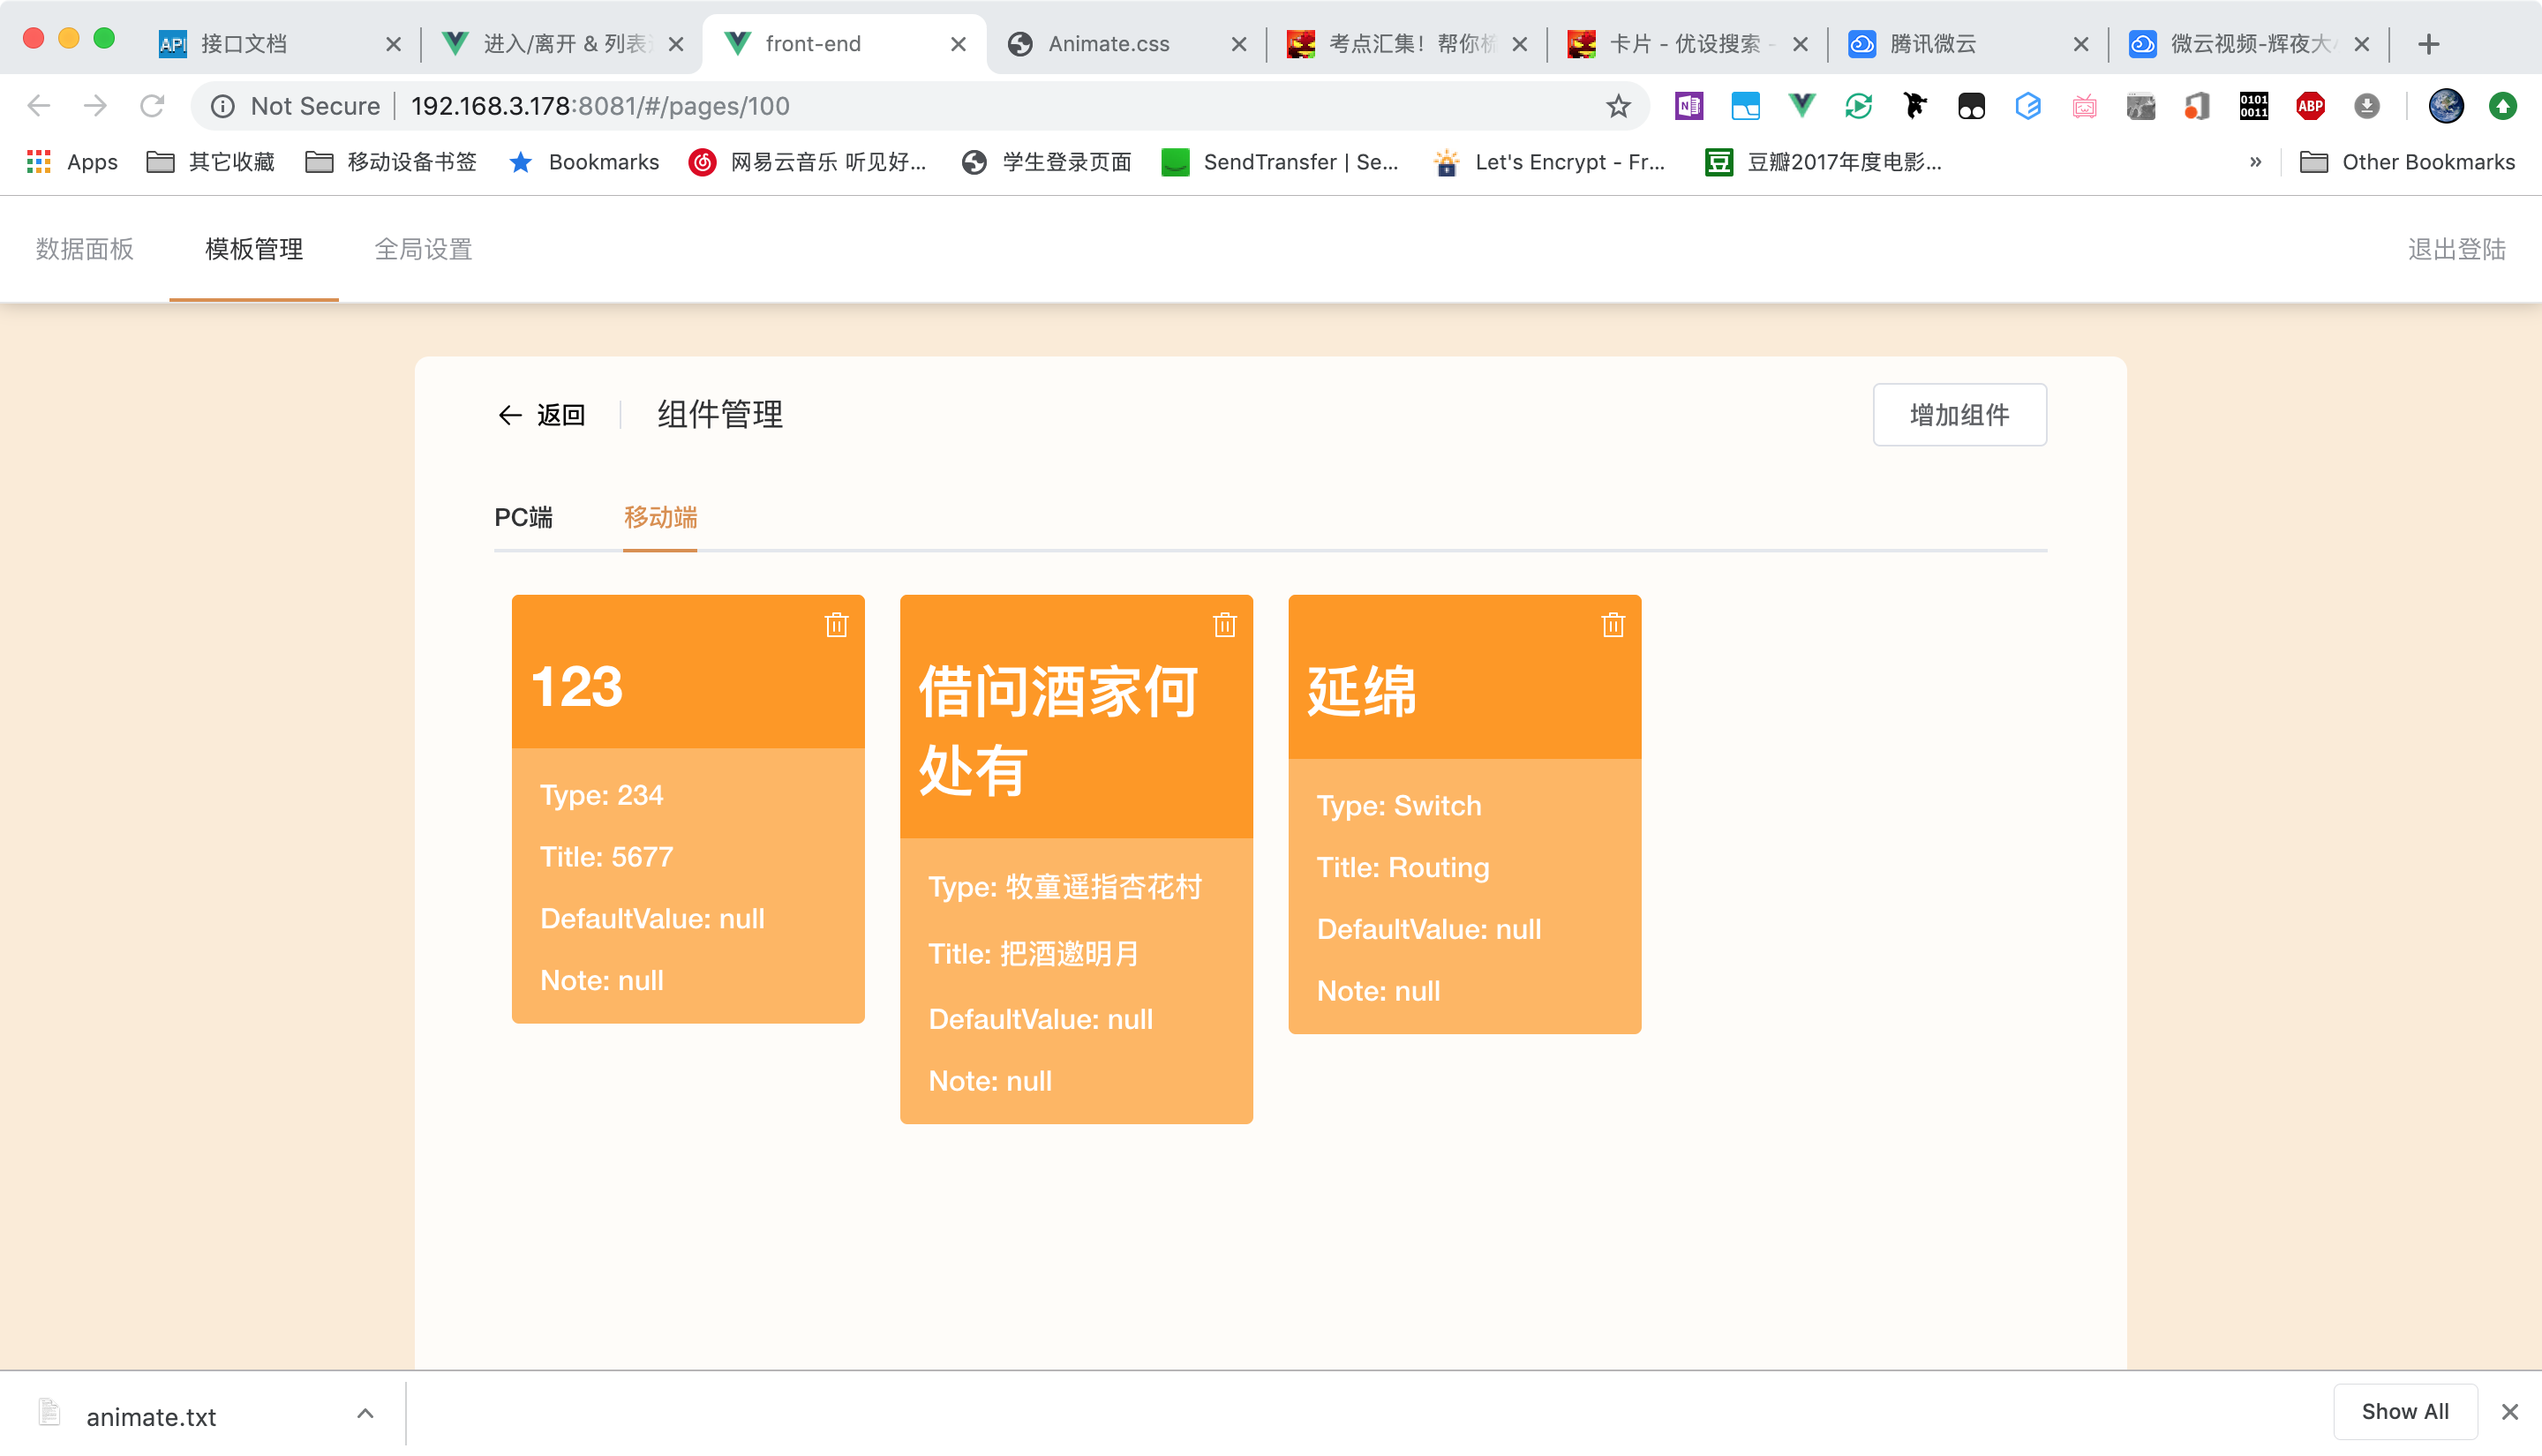 接口文档
进入/离开 & 列表
front-end
Animate.css
考点汇集！帮你
卡片 - 优设搜索 -
腾讯微云
微云视频-辉夜大
Not Secure 192.168.3.178:8081/#/pages/100
Apps
其它收藏
移动设备书签
Bookmarks
网易云音乐 听见好...
学生登录页面
SendTransfer | Se...
Let's Encrypt - Fr...
豆瓣2017年度电影...
»
Other Bookmarks
数据面板
模板管理
全局设置
退出登陆
返回
组件管理
增加组件
PC端
移动端
123
Type: 234
Title: 5677
DefaultValue: null
Note: null
借问酒家何
处有
Type: 牧童遥指杏花村
Title: 把酒邀明月
DefaultValue: null
Note: null
延绵
Type: Switch
Title: Routing
DefaultValue: null
Note: null
animate.txt
Show All